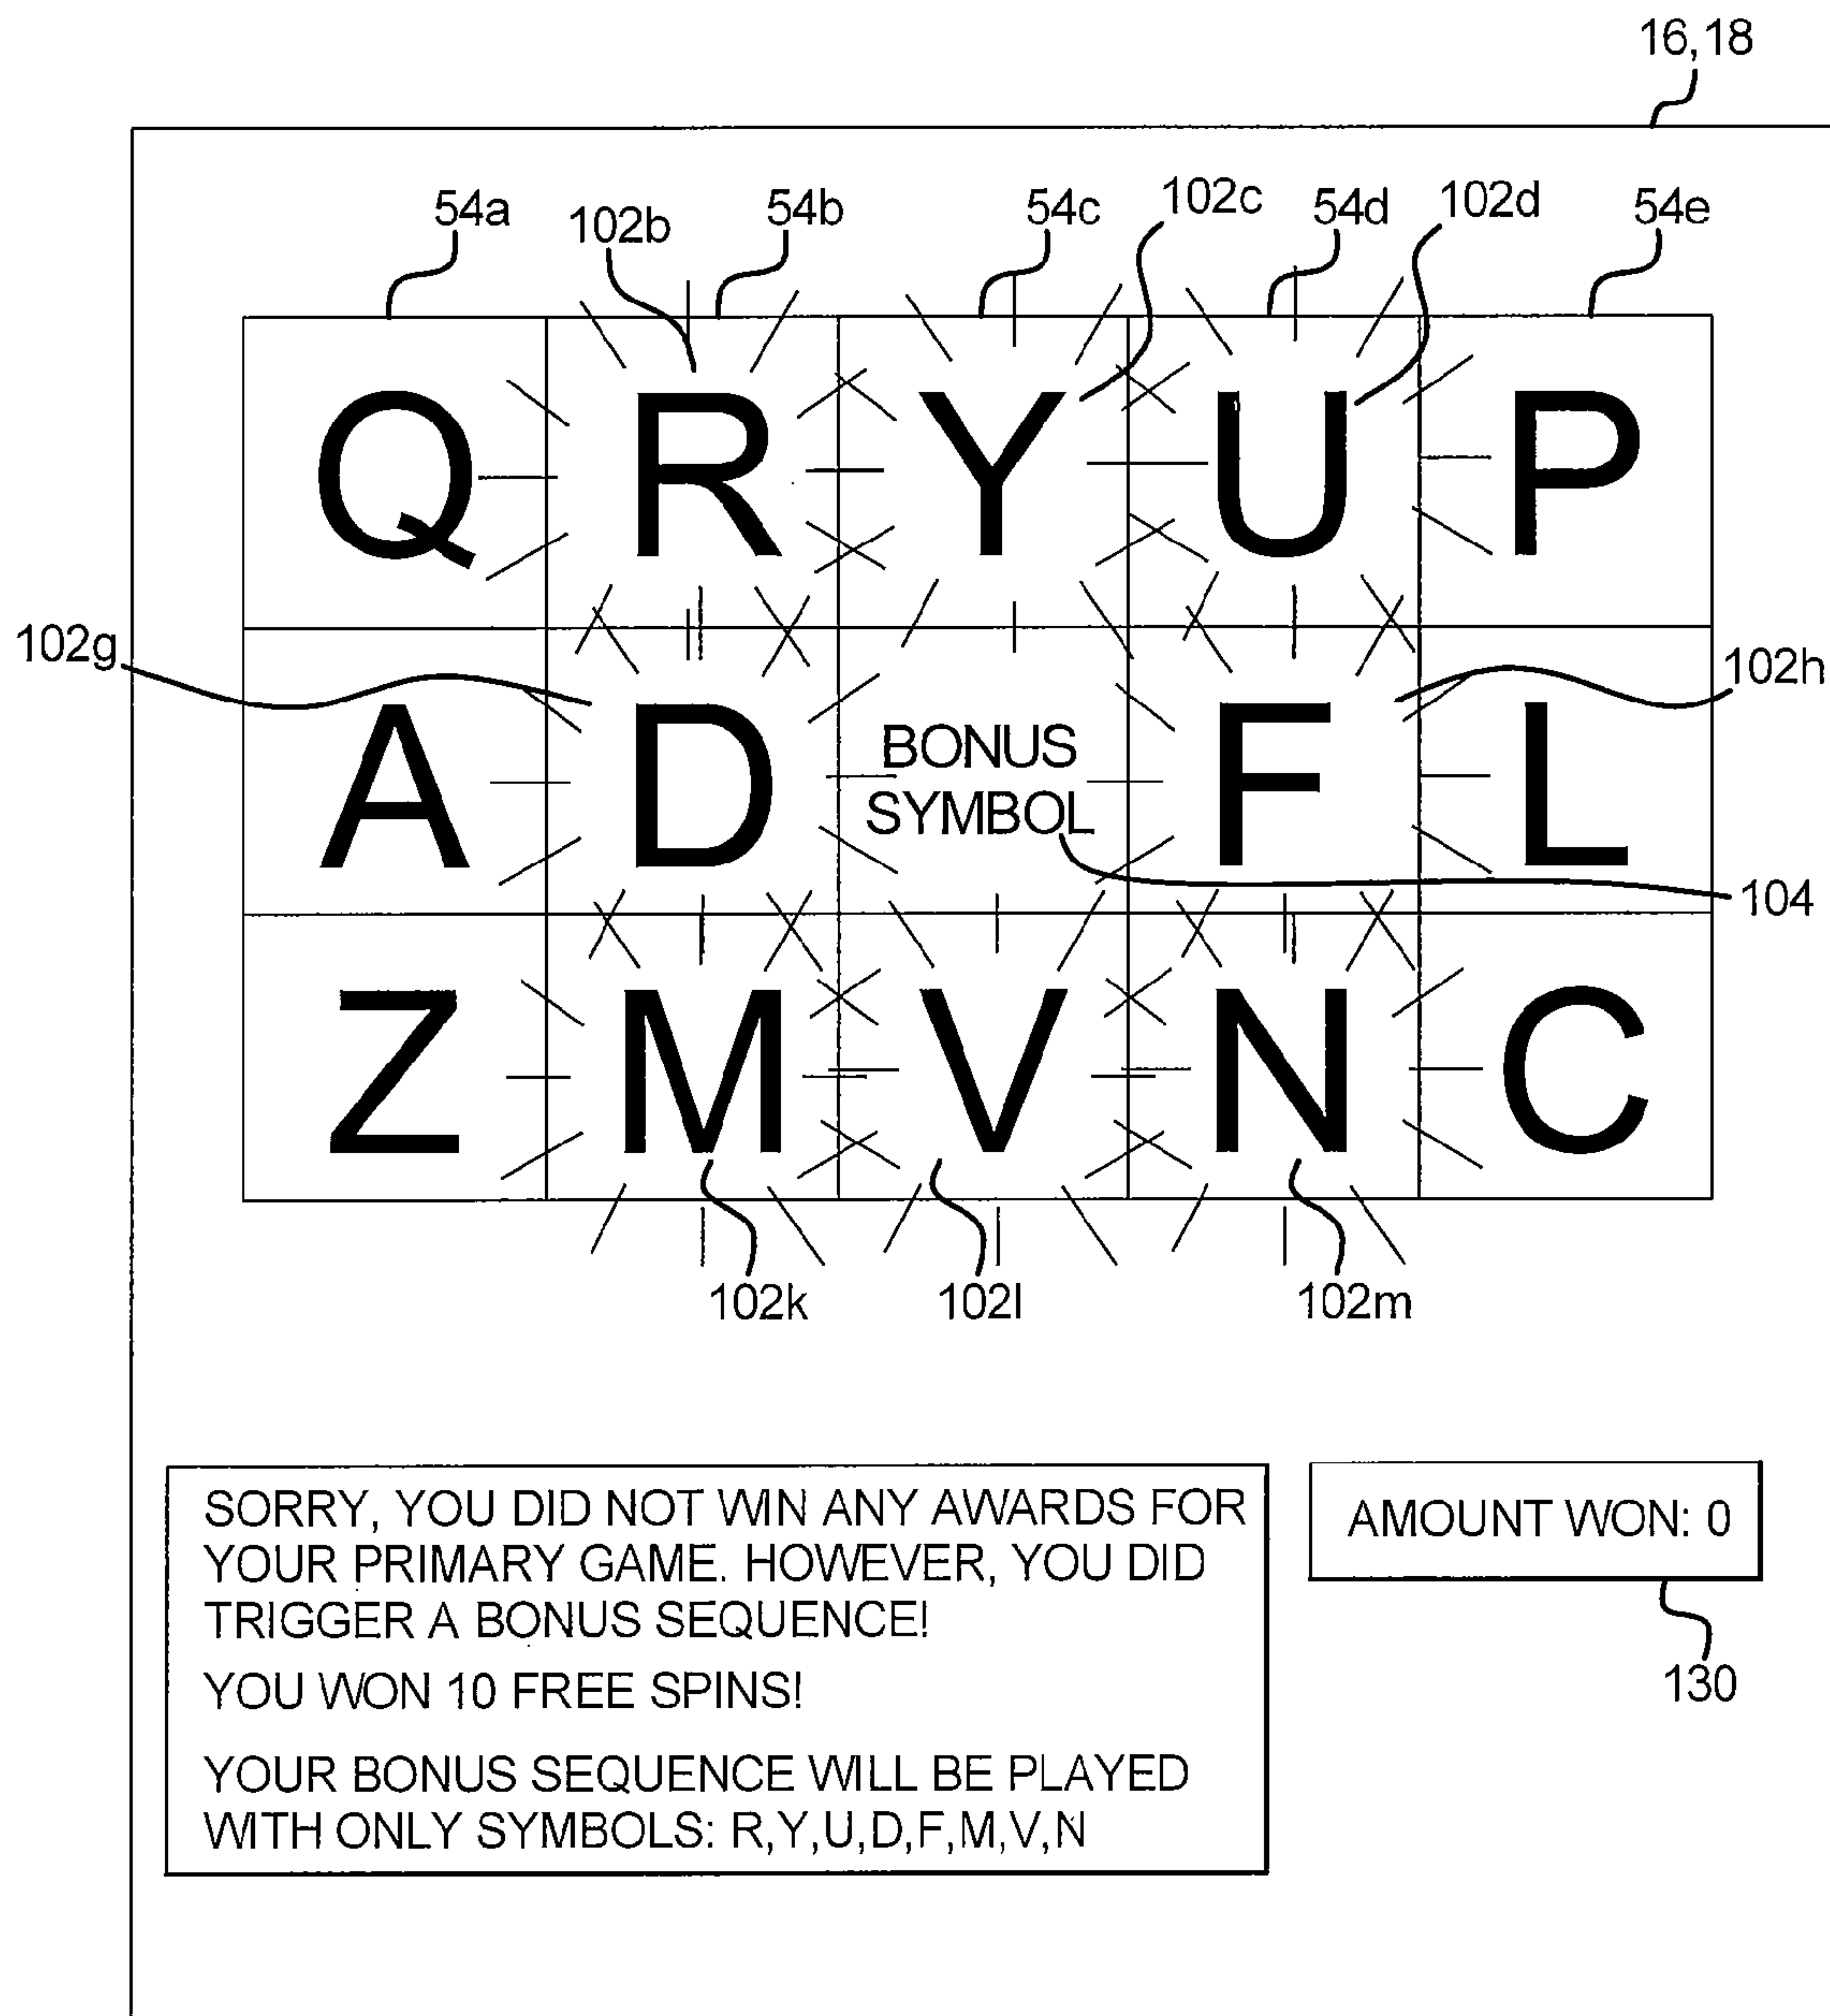 16,18
54a 102b 54b 54c 102c 54d 102d 54e
Q R Y U P
102g 102h
A D BONUS SYMBOL F L
104
Z M V N C
102k 102l 102m
SORRY, YOU DID NOT WIN ANY AWARDS FOR
YOUR PRIMARY GAME. HOWEVER, YOU DID
TRIGGER A BONUS SEQUENCE!
YOU WON 10 FREE SPINS!
YOUR BONUS SEQUENCE WILL BE PLAYED
WITH ONLY SYMBOLS: R,Y,U,D,F,M,V,N
AMOUNT WON: 0
130